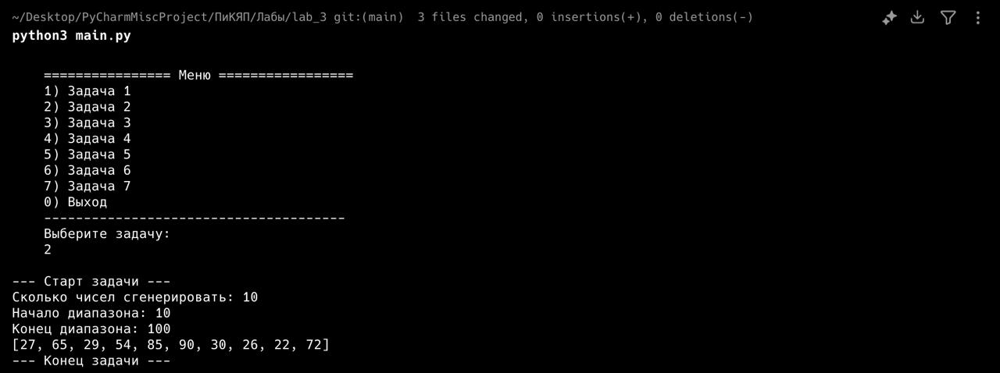 ~/Desktop/PyCharmMiscProject/ПиКЯП/Лабы/lab_3 git:(main)  3 files changed, 0 insertions(+), 0 deletions(-)
python3 main.py
================ Меню =================
1) Задача 1
2) Задача 2
3) Задача 3
4) Задача 4
5) Задача 5
6) Задача 6
7) Задача 7
0) Выход
--------------------------------------
Выберите задачу:
2
--- Старт задачи ---
Сколько чисел сгенерировать: 10
Начало диапазона: 10
Конец диапазона: 100
[27, 65, 29, 54, 85, 90, 30, 26, 22, 72]
--- Конец задачи ---